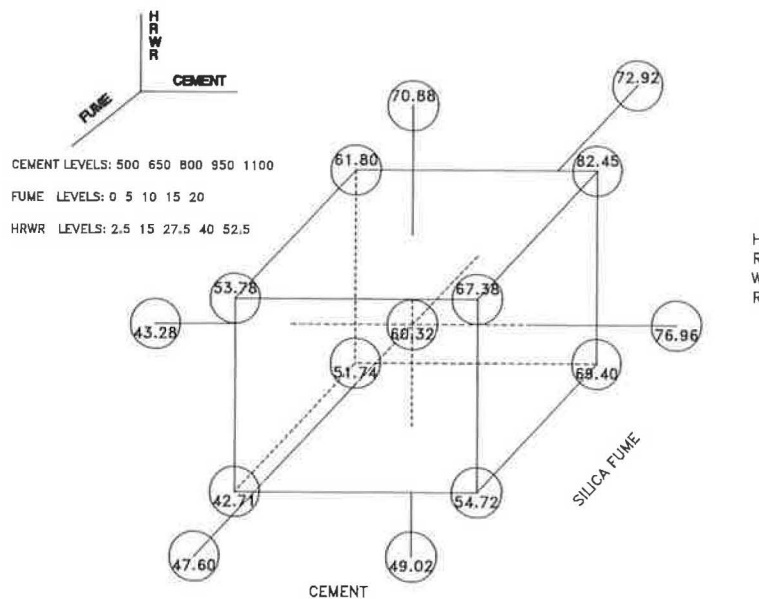 HRWR
CEMENT
FUME
CEMENT LEVELS: 500 650 800 950 1100
FUME LEVELS: 0 5 10 15 20
HRWR LEVELS: 2.5 15 27.5 40 52.5
72.92
70.88
61.80
82.45
53.78
67.38
43.28
60.32
76.96
51.74
69.40
42.71
54.72
SILICA FUME
47.60
49.02
CEMENT
H
R
W
R